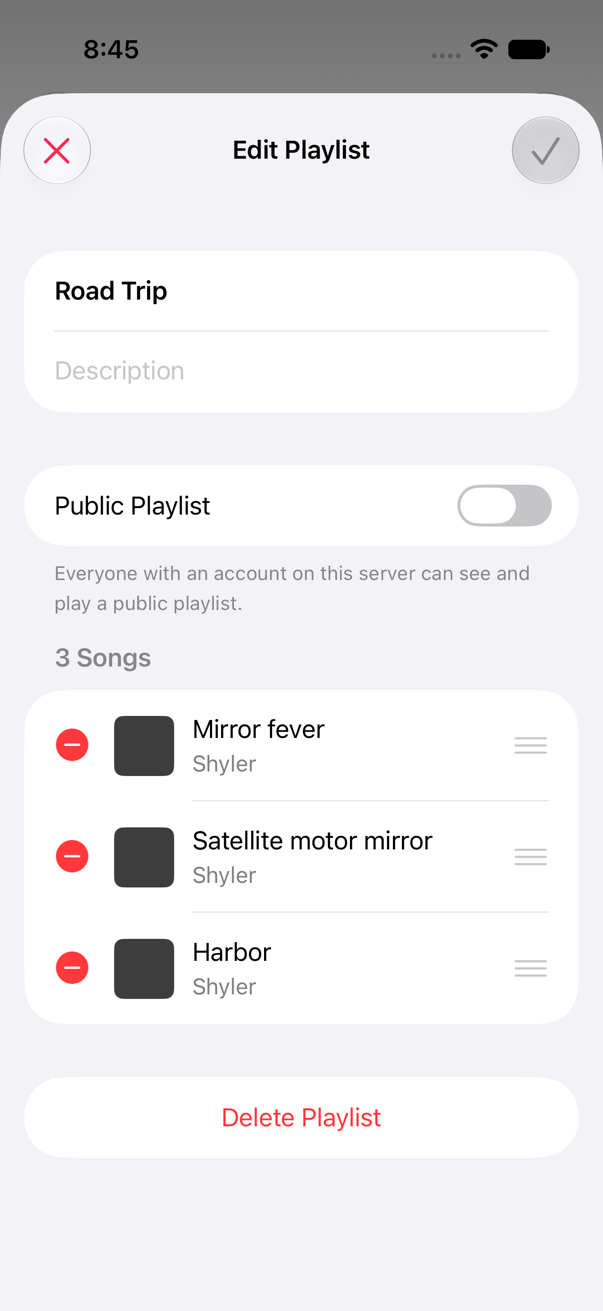 8:45
Edit Playlist
Road Trip
Description
Public Playlist
Everyone with an account on this server can see and
play a public playlist.
3 Songs
Mirror fever
Shyler
Satellite motor mirror
Shyler
Harbor
Shyler
Delete Playlist